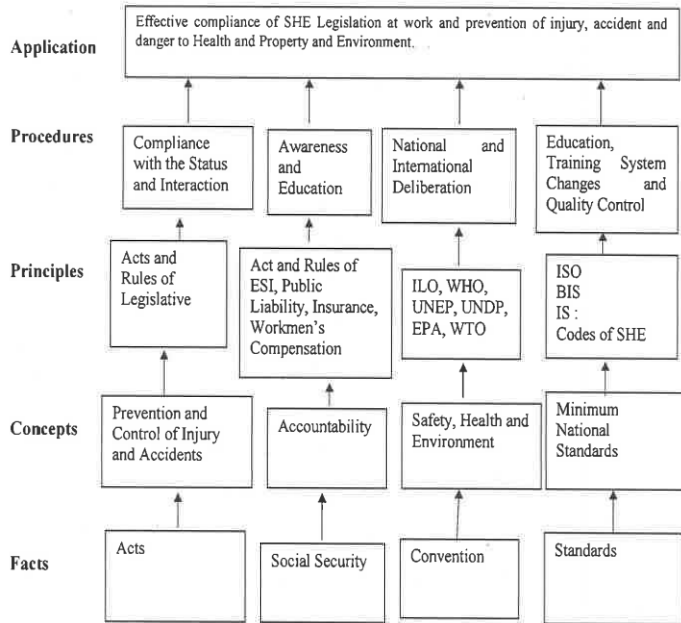 Application
Effective compliance of SHE Legislation at work and prevention of injury, accident and
danger to Health and Property and Environment.
Procedures
Compliance
with the Status
and Interaction
Awareness
and
Education
National and
International
Deliberation
Education,
Training System
Changes and
Quality Control
Principles
Acts and
Rules of
Legislative
Act and Rules of
ESI, Public
Liability, Insurance,
Workmen's
Compensation
ILO, WHO,
UNEP, UNDP,
EPA, WTO
ISO
BIS
IS :
Codes of SHE
Concepts
Prevention and
Control of Injury
and Accidents
Accountability
Safety, Health and
Environment
Minimum
National
Standards
Facts
Acts
Social Security
Convention
Standards